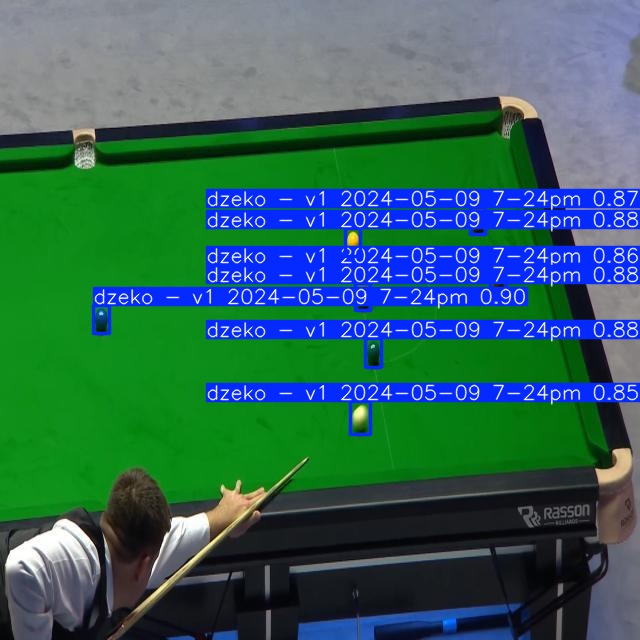 dzeko - v1 2024-05-09 7-24pm 0.87
dzeko - v1 2024-05-09 7-24pm 0.88
dzeko - v1 2024-05-09 7-24pm 0.86
dzeko - v1 2024-05-09 7-24pm 0.88
dzeko - v1 2024-05-09 7-24pm 0.90
dzeko - v1 2024-05-09 7-24pm 0.88
dzeko - v1 2024-05-09 7-24pm 0.85
RASSON
BILLIARDS